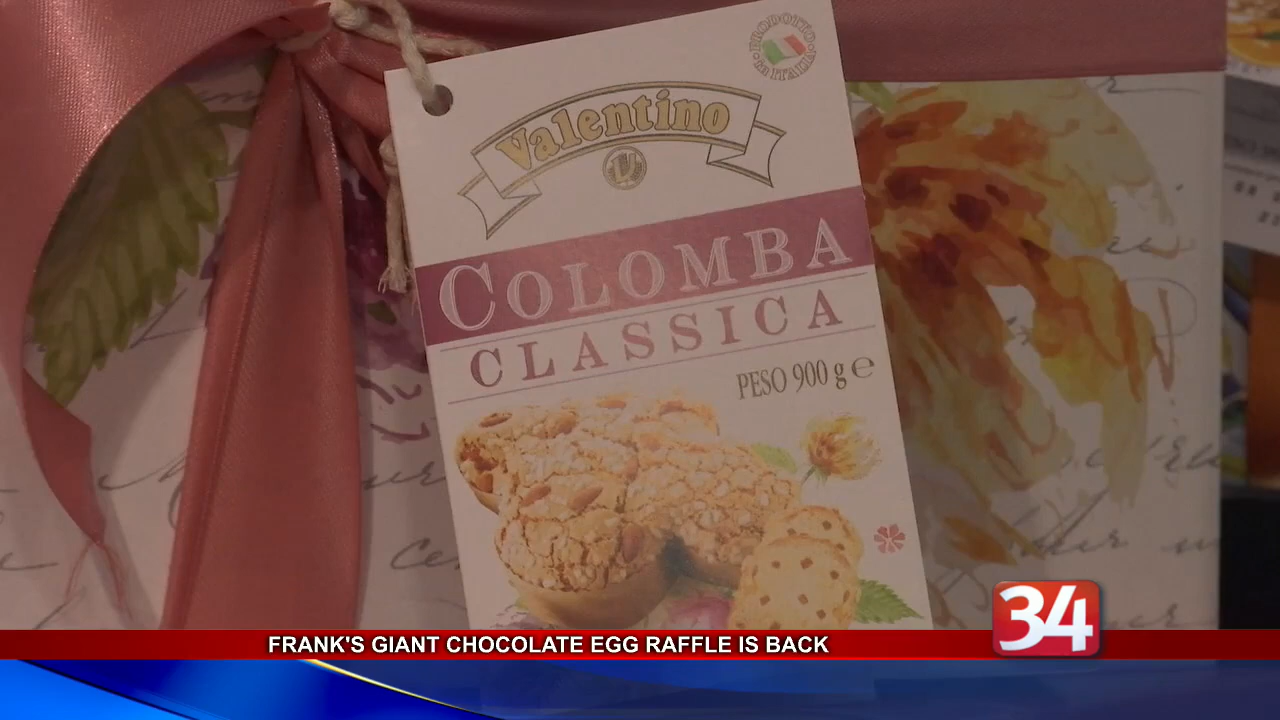 PRODOTTO IN ITALIA
Valentino
V
COLOMBA
CLASSICA
PESO 900 g ℮
34
FRANK'S GIANT CHOCOLATE EGG RAFFLE IS BACK